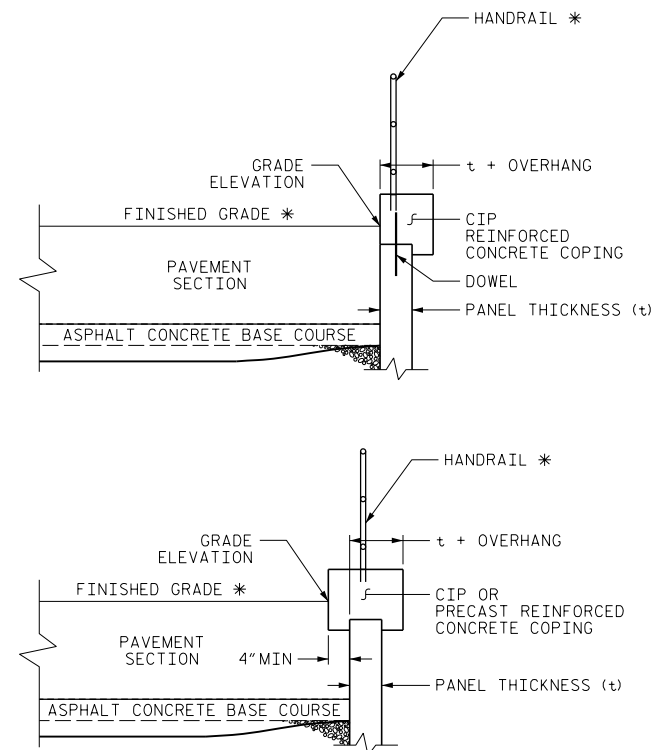 HANDRAIL *
GRADE
ELEVATION
t + OVERHANG
FINISHED GRADE *
CIP
REINFORCED
CONCRETE COPING
PAVEMENT
SECTION
DOWEL
PANEL THICKNESS (t)
ASPHALT CONCRETE BASE COURSE
HANDRAIL *
GRADE
ELEVATION
t + OVERHANG
FINISHED GRADE *
CIP OR
PRECAST REINFORCED
CONCRETE COPING
PAVEMENT
SECTION
4" MIN
PANEL THICKNESS (t)
ASPHALT CONCRETE BASE COURSE